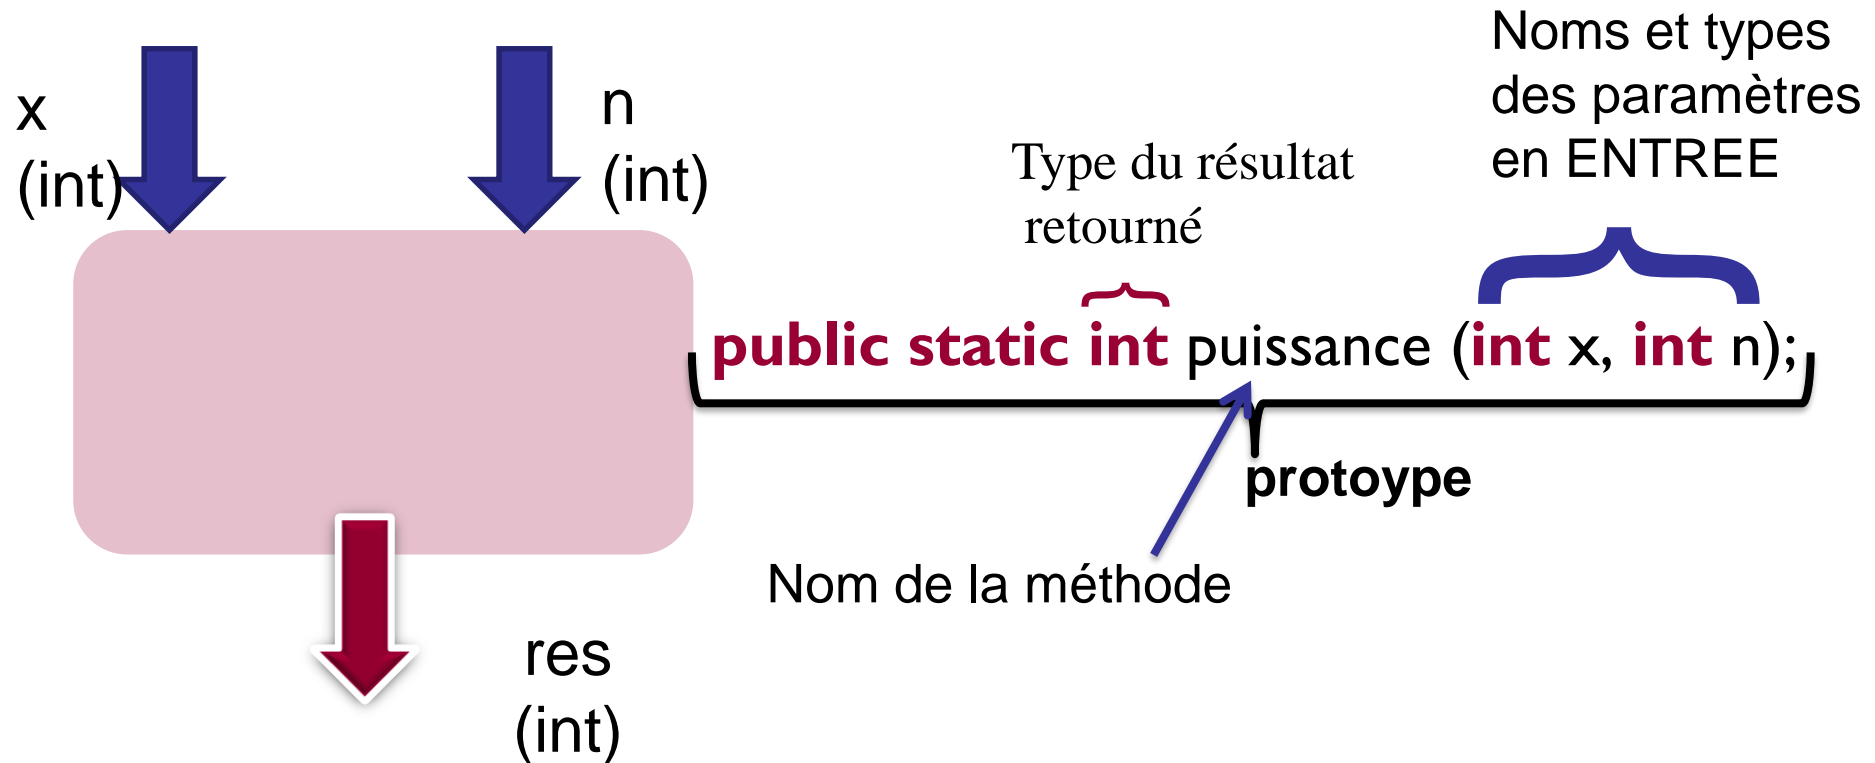 x
(int)
n
(int)
Noms et types
des paramètres
en ENTREE
Type du résultat
retourné
public static int puissance (int x, int n);
protoype
Nom de la méthode
res
(int)